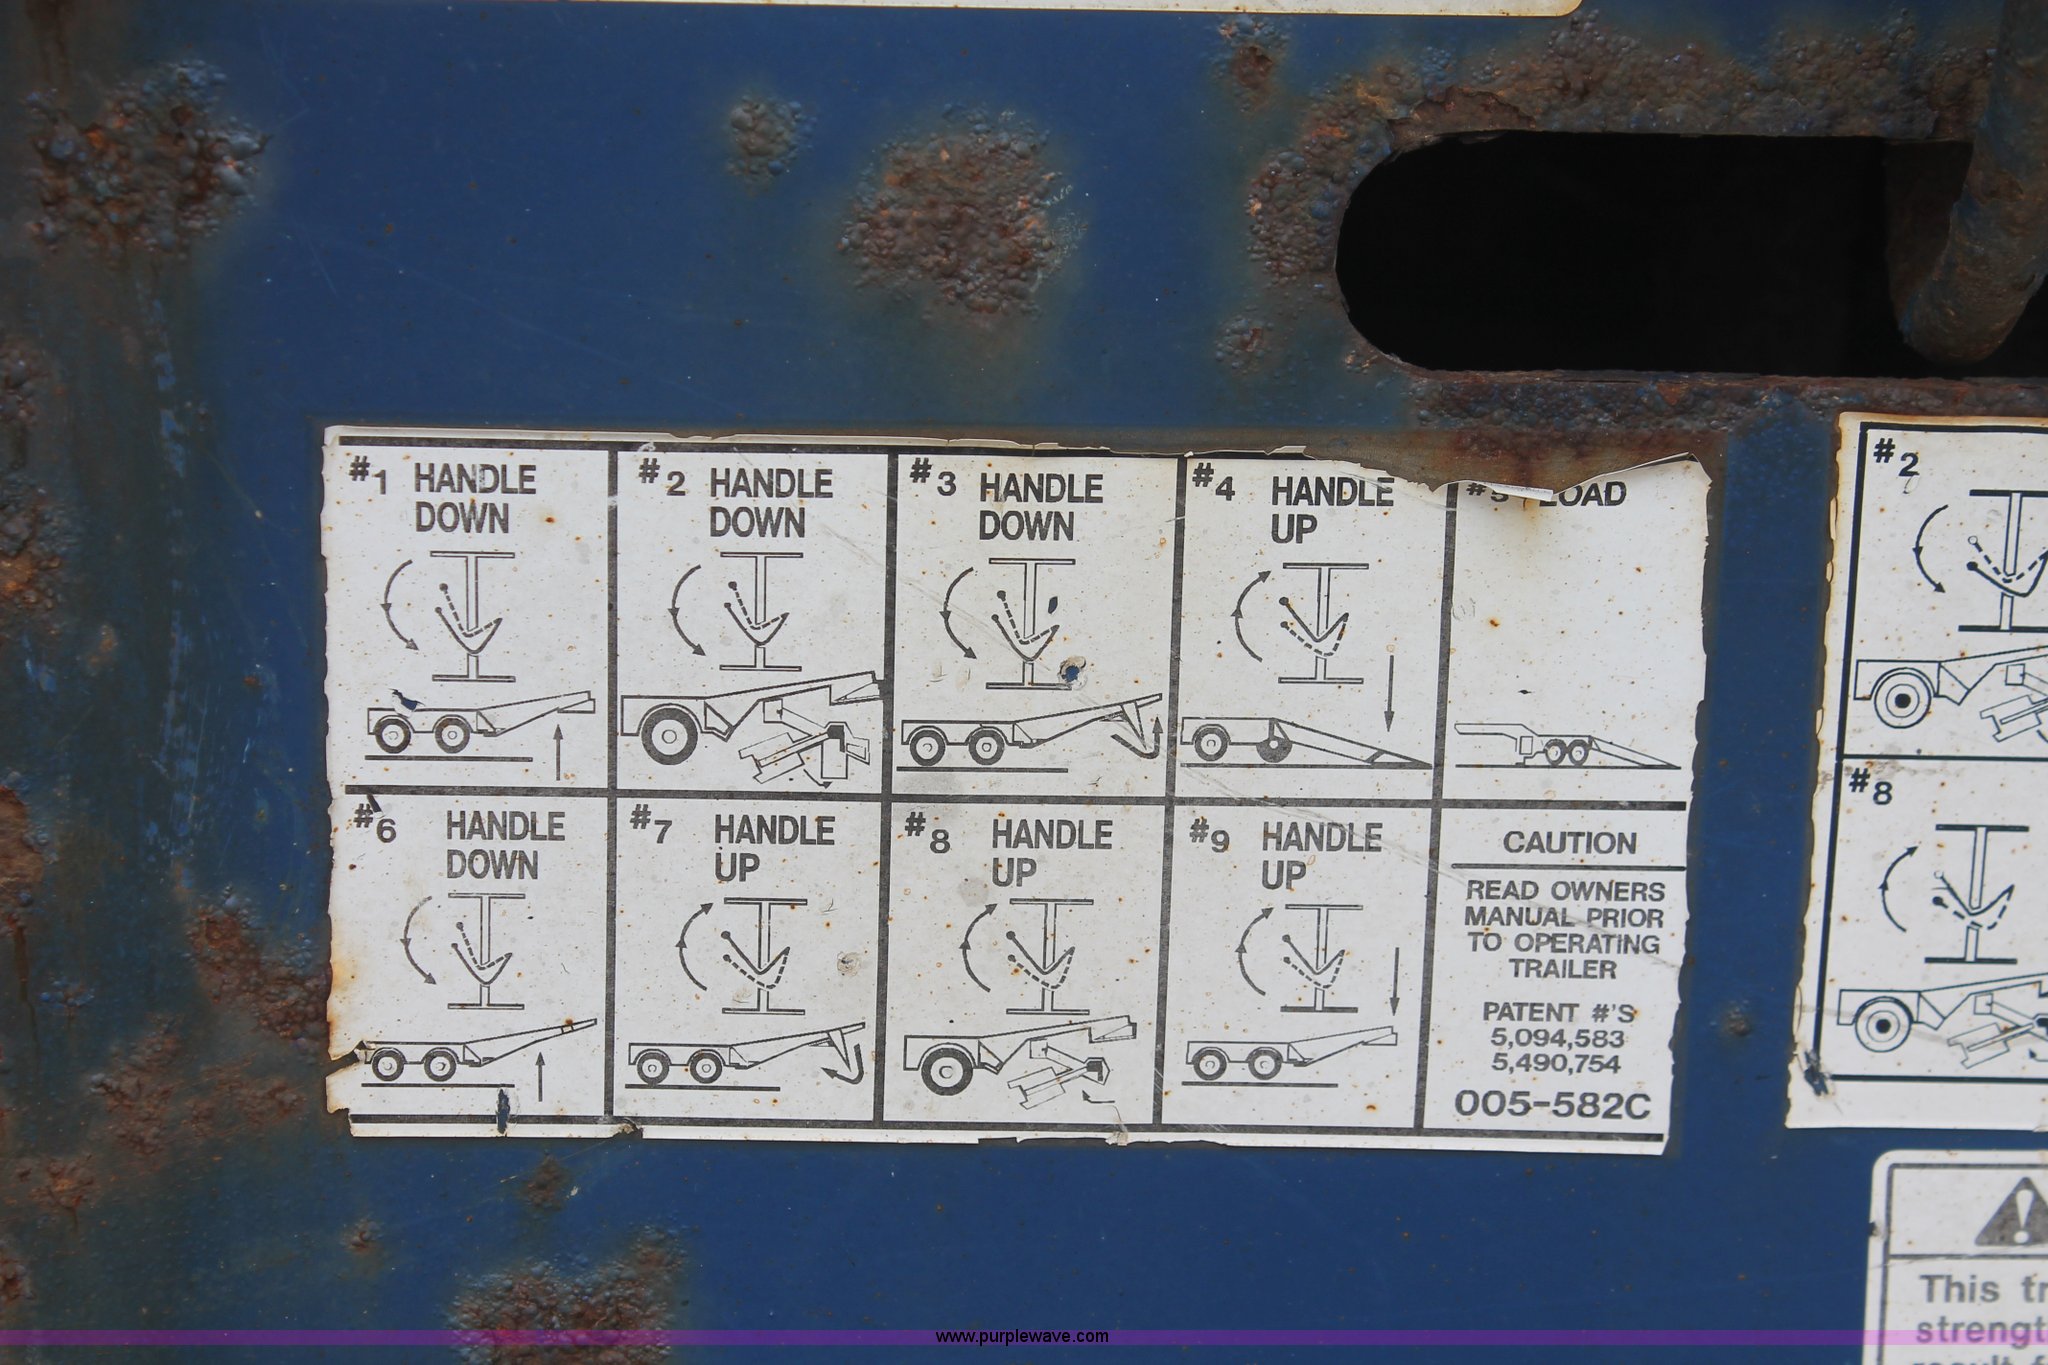 #1 HANDLE
DOWN
#2 HANDLE
DOWN
#3 HANDLE
DOWN
#4 HANDLE
UP
#5 LOAD
#6 HANDLE
DOWN
#7 HANDLE
UP
#8 HANDLE
UP
#9 HANDLE
UP
CAUTION
READ OWNERS
MANUAL PRIOR
TO OPERATING
TRAILER
PATENT #'S
5,094,583
5,490,754
005-582C
#2
#8
This
www.purplewave.com